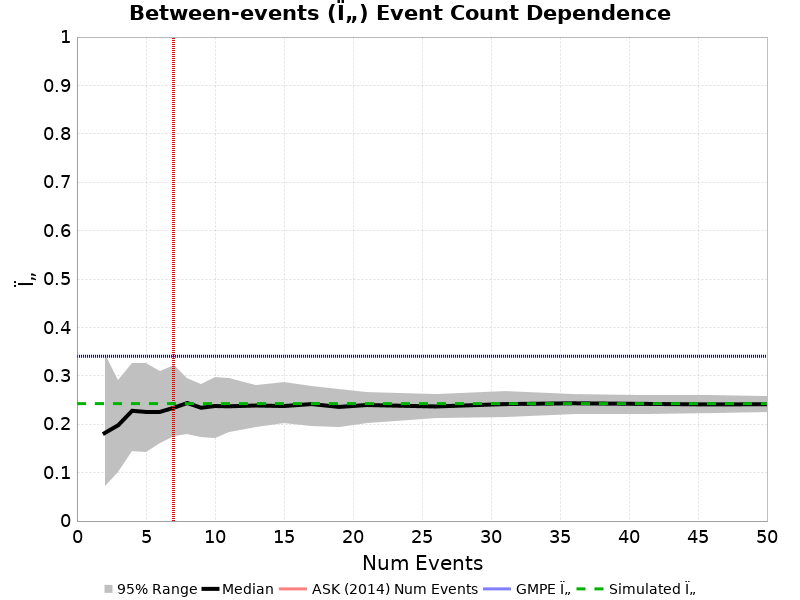 Between-events (Ï„) Event Count Dependence
1
0.9
0.8
0.7
0.6
0.5
0.4
0.3
0.2
0.1
0
Ï„
0 5 10 15 20 25 30 35 40 45 50
Num Events
95% Range Median ASK (2014) Num Events GMPE Ï„ Simulated Ï„